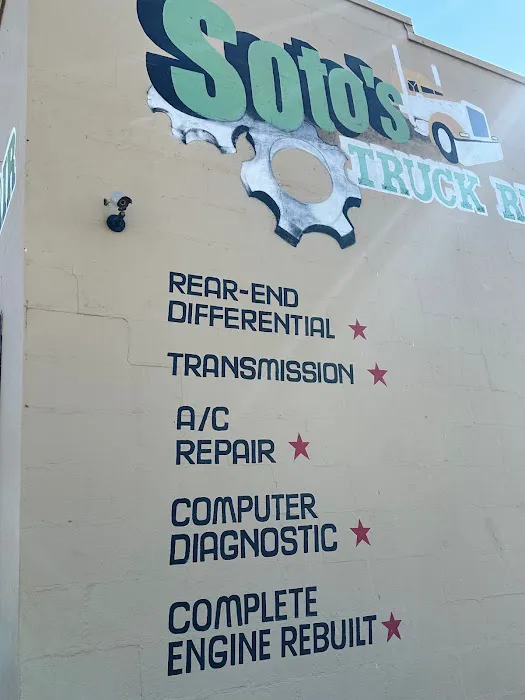 Soto's
TRUCK
REAR-END
DIFFERENTIAL
TRANSMISSION
A/C
REPAIR
COMPUTER
DIAGNOSTIC
COMPLETE
ENGINE REBUILT